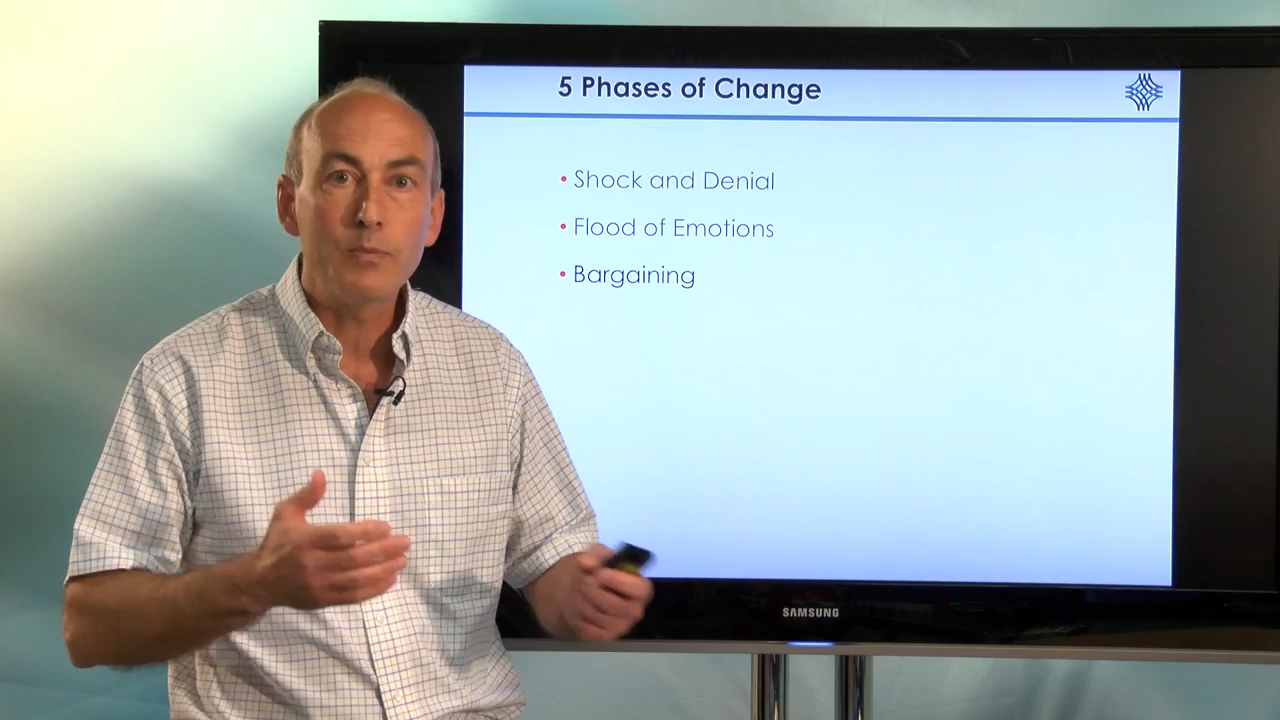 5 Phases of Change
• Shock and Denial
• Flood of Emotions
• Bargaining
SAMSUNG